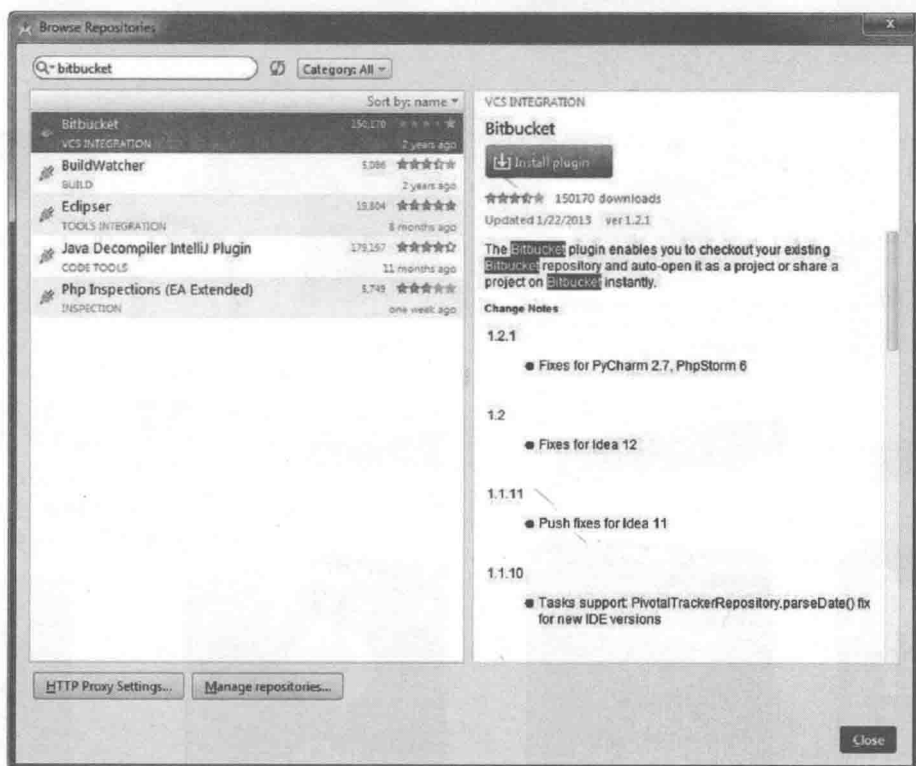 Browse Repositories
x
bitbucket
Category: All
Sort by: name
Bitbucket 150,170
VCS INTEGRATION 2 years ago
BuildWatcher 5,086
BUILD 2 years ago
Eclipser 19,804
TOOLS INTEGRATION 8 months ago
Java Decompiler IntelliJ Plugin 179,157
CODE TOOLS 11 months ago
Php Inspections (EA Extended) 5,749
INSPECTION one week ago
HTTP Proxy Settings...
Manage repositories...
VCS INTEGRATION
Bitbucket
Install plugin
150170 downloads
Updated 1/22/2013 ver 1.2.1
The Bitbucket plugin enables you to checkout your existing
Bitbucket repository and auto-open it as a project or share a
project on Bitbucket instantly.
Change Notes
1.2.1
Fixes for PyCharm 2.7, PhpStorm 6
1.2
Fixes for Idea 12
1.1.11
Push fixes for Idea 11
1.1.10
Tasks support: PivotalTrackerRepository.parseDate() fix
for new IDE versions
Close